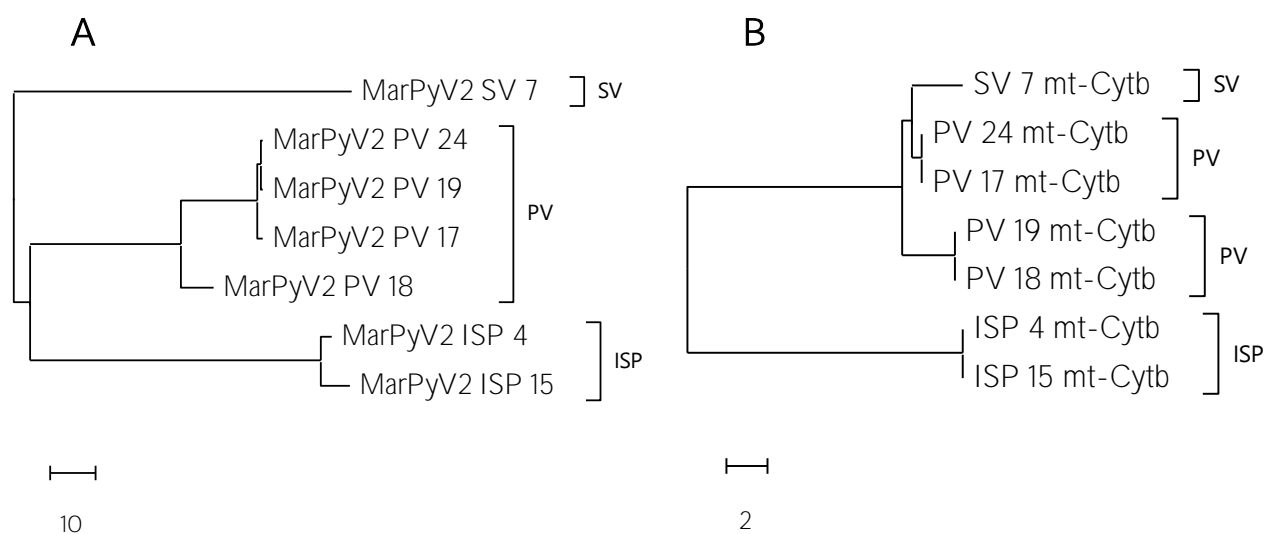 A
MarPyV2 SV 7
SV
MarPyV2 PV 24
MarPyV2 PV 19
PV
MarPyV2 PV 17
MarPyV2 PV 18
MarPyV2 ISP 4
ISP
MarPyV2 ISP 15
10
B
SV 7 mt-Cytb
SV
PV 24 mt-Cytb
PV
PV 17 mt-Cytb
PV 19 mt-Cytb
PV
PV 18 mt-Cytb
ISP 4 mt-Cytb
ISP
ISP 15 mt-Cytb
2